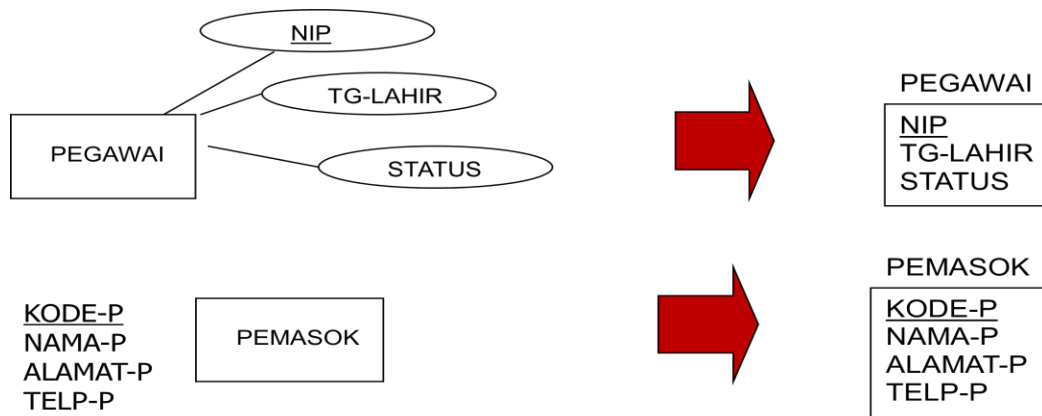 NIP
TG-LAHIR
PEGAWAI
STATUS
PEGAWAI
NIP
TG-LAHIR
STATUS
KODE-P
NAMA-P
ALAMAT-P
TELP-P
PEMASOK
PEMASOK
KODE-P
NAMA-P
ALAMAT-P
TELP-P